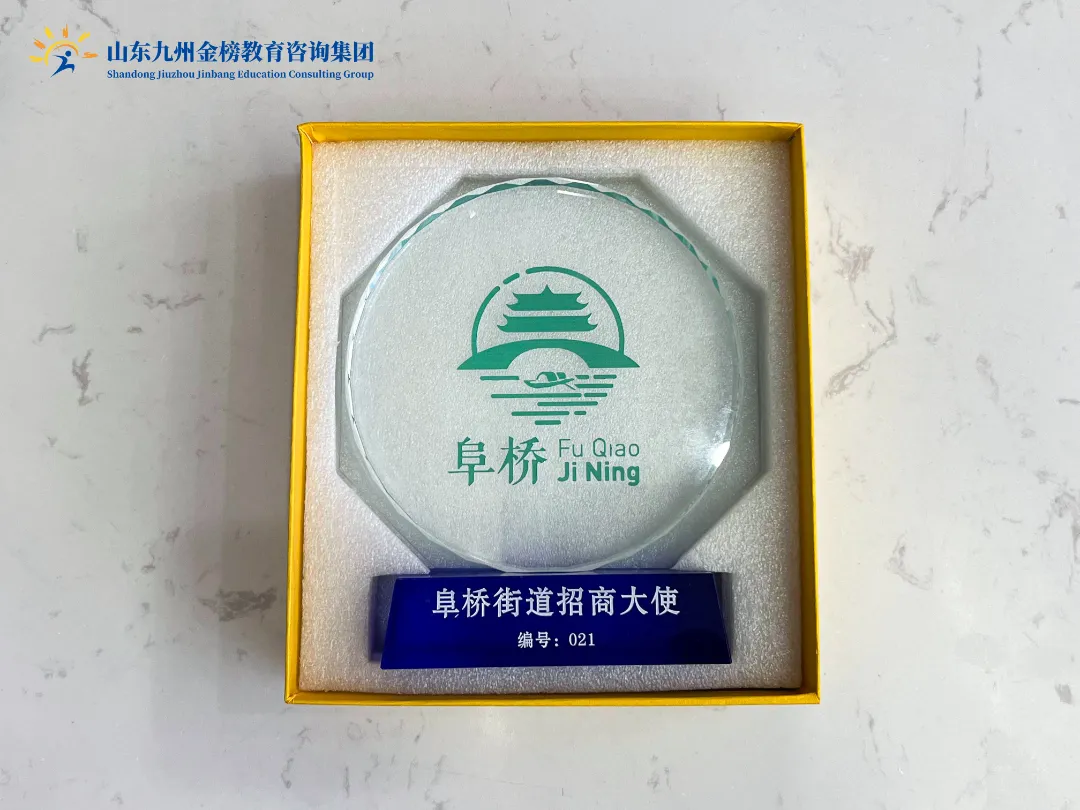 山东九州金榜教育咨询集团
Shandong Jiuzhou Jinbang Education Consulting Group
阜桥 Fu Qiao
Ji Ning
阜桥街道招商大使
编号：021